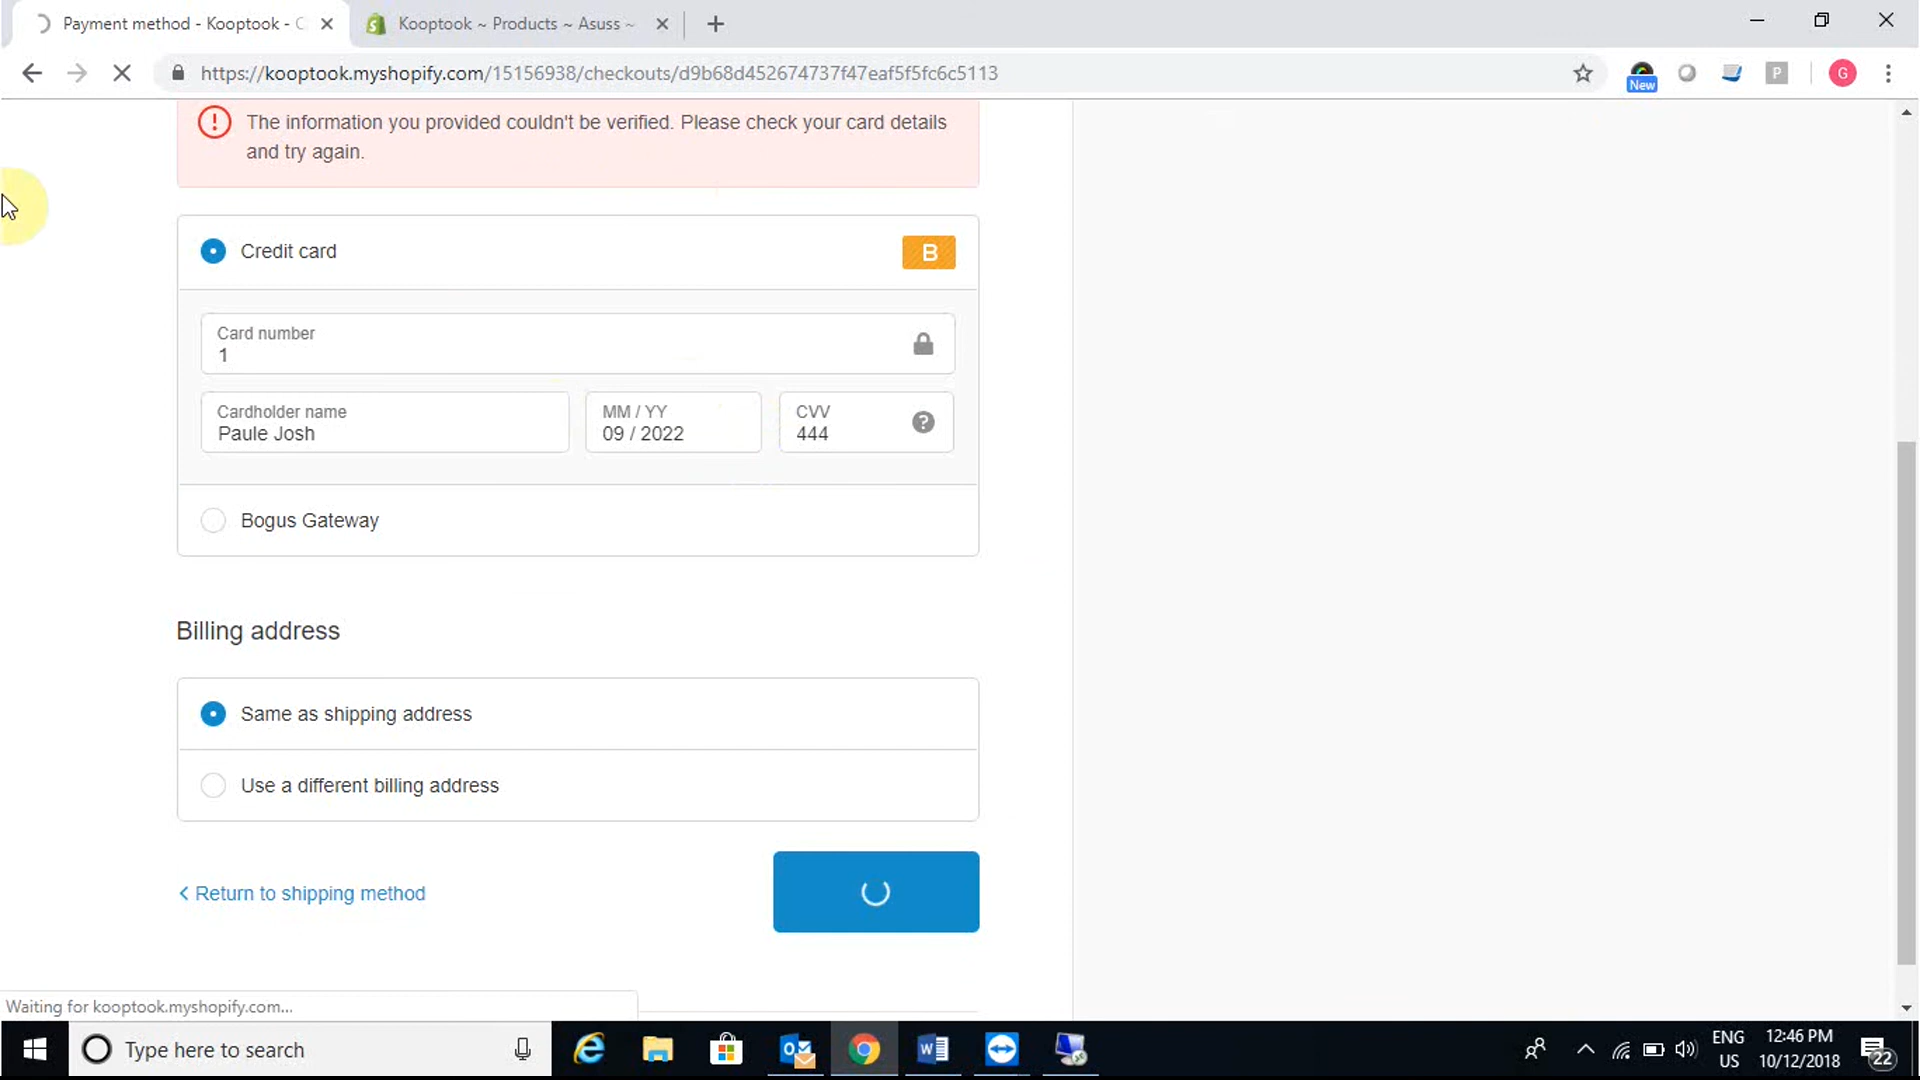 Payment method - Kooptook - C
Kooptook ~ Products ~ Asuss ~
https://kooptook.myshopify.com/15156938/checkouts/d9b68d452674737f47eaf5f5fc6c5113
New
P
G
The information you provided couldn't be verified. Please check your card details
and try again.
Credit card
B
Card number
1
Cardholder name
Paule Josh
MM / YY
09 / 2022
CVV
444
?
Bogus Gateway
Billing address
Same as shipping address
Use a different billing address
Return to shipping method
Waiting for kooptook.myshopify.com...
Type here to search
ENG
US
12:46 PM
10/12/2018
22